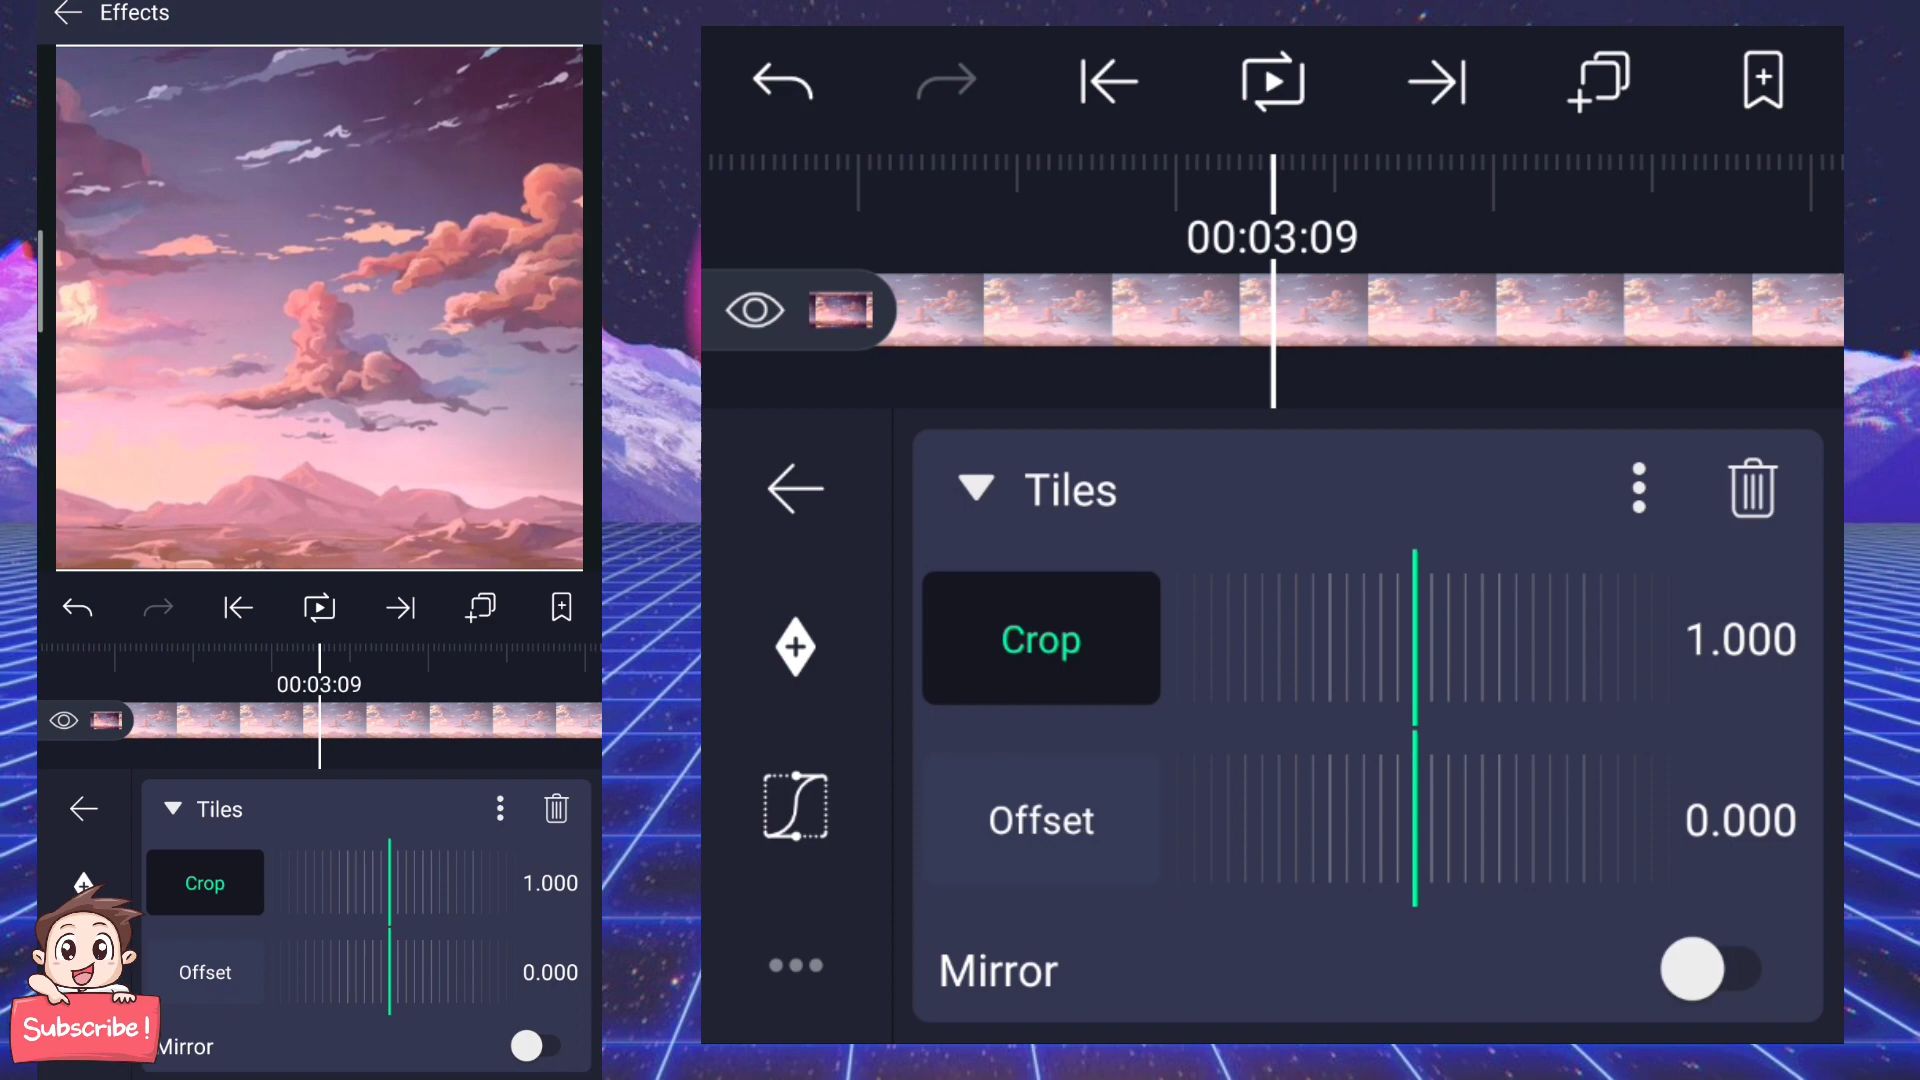 Effects
00:03:09
Tiles
Crop
1.000
Offset
0.000
Mirror
Subscribe!
00:03:09
Tiles
Crop
1.000
Offset
0.000
Mirror